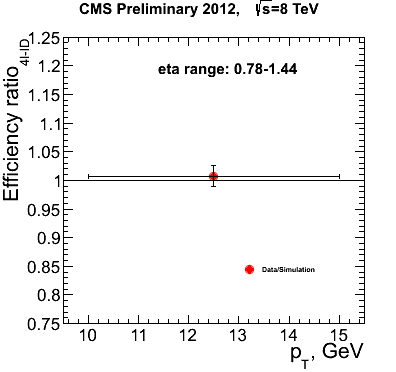 CMS Preliminary 2012, √s=8 TeV
eta range: 0.78-1.44
Efficiency ratio 4l-ID
1.25
1.2
1.15
1.1
1.05
1
0.95
0.9
0.85
0.8
0.75
Data/Simulation
10 11 12 13 14 15
pT, GeV